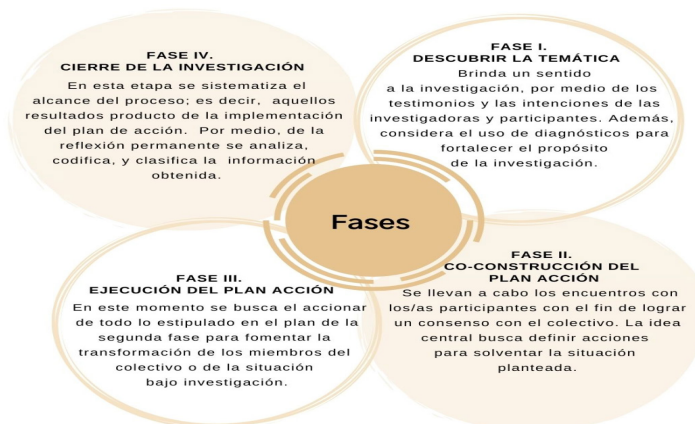 FASE I.
DESCUBRIR LA TEMÁTICA
Brinda un sentido
a la investigación, por medio de los
testimonios y las intenciones de las
investigadoras y participantes. Además,
considera el uso de diagnósticos para
fortalecer el propósito
de la investigación.
FASE II.
CO-CONSTRUCCIÓN DEL
PLAN ACCIÓN
Se llevan a cabo los encuentros con
los/as participantes con el fin de lograr
un consenso con el colectivo. La idea
central busca definir acciones
para solventar la situación
planteada.
FASE III.
EJECUCIÓN DEL PLAN ACCIÓN
En este momento se busca el accionar
de todo lo estipulado en el plan de la
segunda fase para fomentar la
transformación de los miembros del
colectivo o de la situación
bajo investigación.
FASE IV.
CIERRE DE LA INVESTIGACIÓN
En esta etapa se sistematiza el
alcance del proceso; es decir, aquellos
resultados producto de la implementación
del plan de acción. Por medio, de la
reflexión permanente se analiza,
codifica, y clasifica la información
obtenida.
Fases